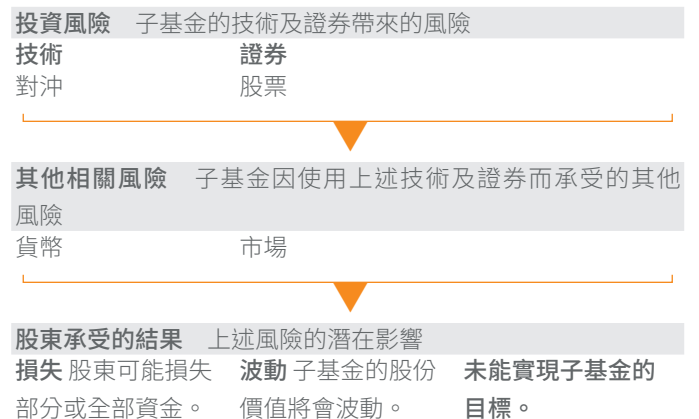 投資風險 子基金的技術及證券帶來的風險
技術 證券
對沖 股票
其他相關風險 子基金因使用上述技術及證券而承受的其他
風險
貨幣 市場
股東承受的結果 上述風險的潛在影響
損失 股東可能損失 波動 子基金的股份 未能實現子基金的
部分或全部資金。 價值將會波動。 目標。